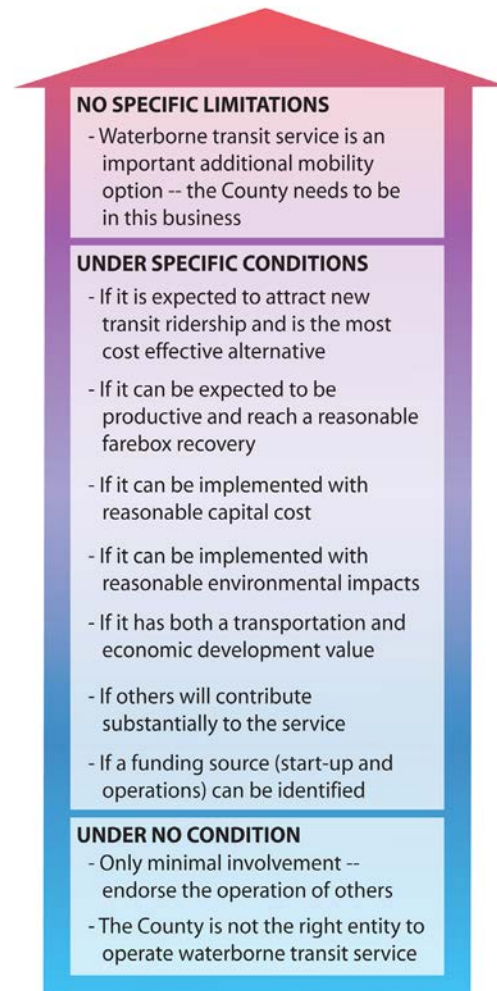 NO SPECIFIC LIMITATIONS
- Waterborne transit service is an
important additional mobility
option -- the County needs to be
in this business
UNDER SPECIFIC CONDITIONS
- If it is expected to attract new
transit ridership and is the most
cost effective alternative
- If it can be expected to be
productive and reach a reasonable
farebox recovery
- If it can be implemented with
reasonable capital cost
- If it can be implemented with
reasonable environmental impacts
- If it has both a transportation and
economic development value
- If others will contribute
substantially to the service
- If a funding source (start-up and
operations) can be identified
UNDER NO CONDITION
- Only minimal involvement --
endorse the operation of others
- The County is not the right entity to
operate waterborne transit service